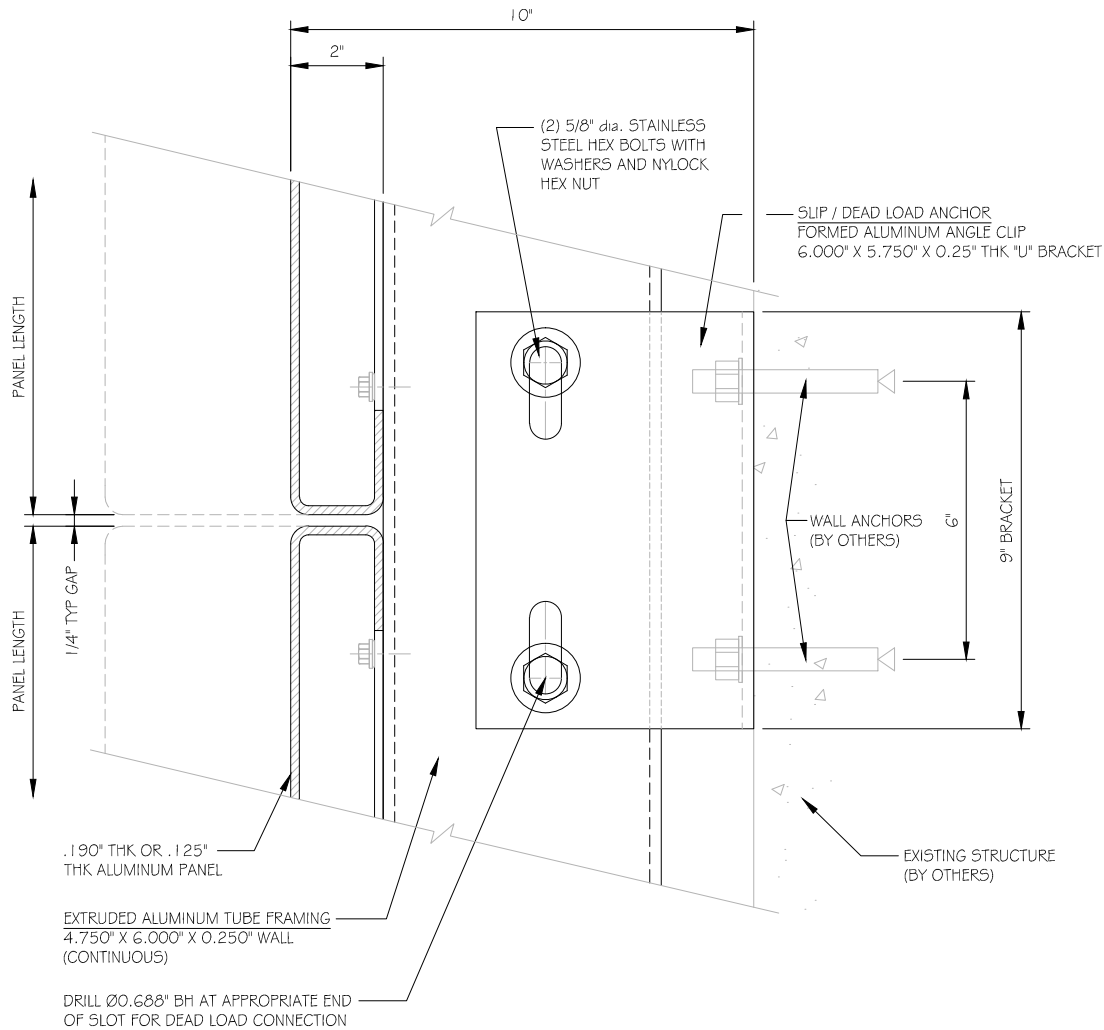 10"
2"
(2) 5/8" dia. STAINLESS
STEEL HEX BOLTS WITH
WASHERS AND NYLOCK
HEX NUT
SLIP / DEAD LOAD ANCHOR
FORMED ALUMINUM ANGLE CLIP
6.000" X 5.750" X 0.25" THK "U" BRACKET
PANEL LENGTH
1/4" TYP GAP
PANEL LENGTH
WALL ANCHORS
(BY OTHERS)
6"
9" BRACKET
.190" THK OR .125"
THK ALUMINUM PANEL
EXISTING STRUCTURE
(BY OTHERS)
EXTRUDED ALUMINUM TUBE FRAMING
4.750" X 6.000" X 0.250" WALL
(CONTINUOUS)
DRILL Ø0.688" BH AT APPROPRIATE END
OF SLOT FOR DEAD LOAD CONNECTION